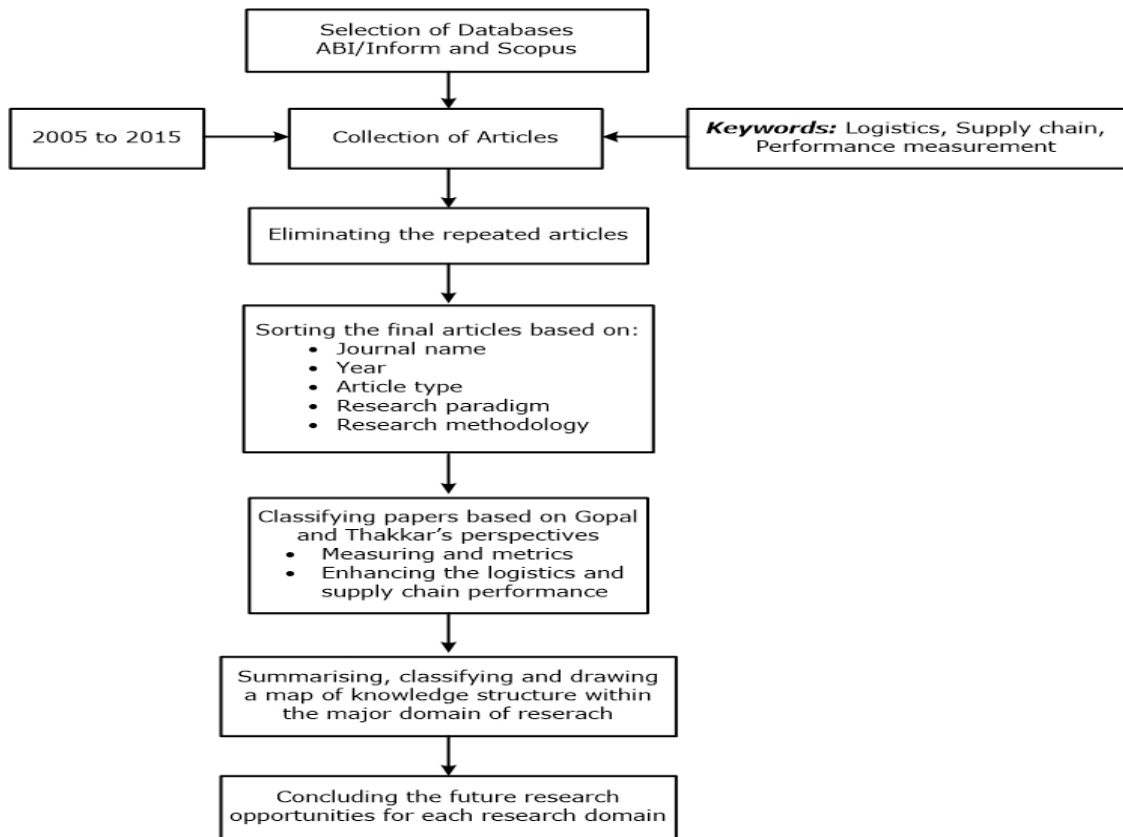 Selection of Databases
ABI/Inform and Scopus
2005 to 2015
Collection of Articles
Keywords: Logistics, Supply chain,
Performance measurement
Eliminating the repeated articles
Sorting the final articles based on:
• Journal name
• Year
• Article type
• Research paradigm
• Research methodology
Classifying papers based on Gopal
and Thakkar’s perspectives
• Measuring and metrics
• Enhancing the logistics and
supply chain performance
Summarising, classifying and drawing
a map of knowledge structure within
the major domain of reserach
Concluding the future research
opportunities for each research domain